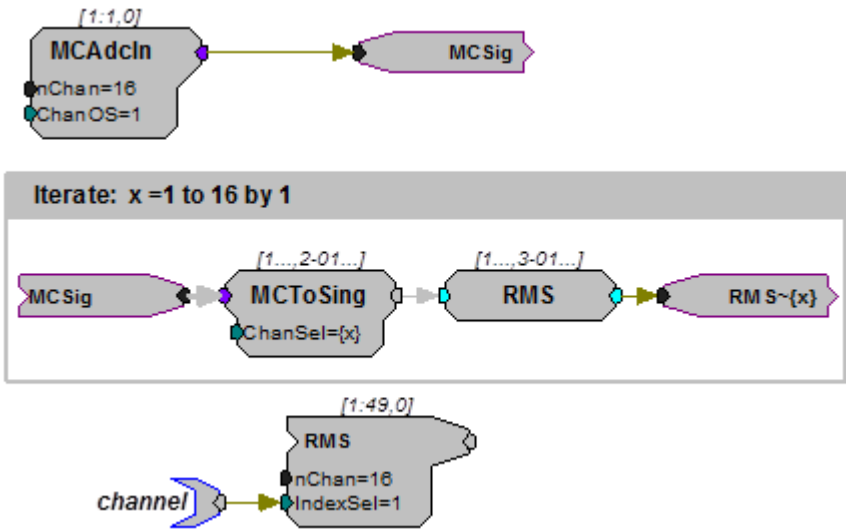 [1:1,0]
MCAdcIn
MCSig
nChan=16
ChanOS=1
Iterate: x =1 to 16 by 1
[1...,2-01...]
[1...,3-01...]
MCSig
MCToSing
RMS
RMS~{x}
ChanSel={x}
[1:49,0]
RMS
nChan=16
channel
IndexSel=1